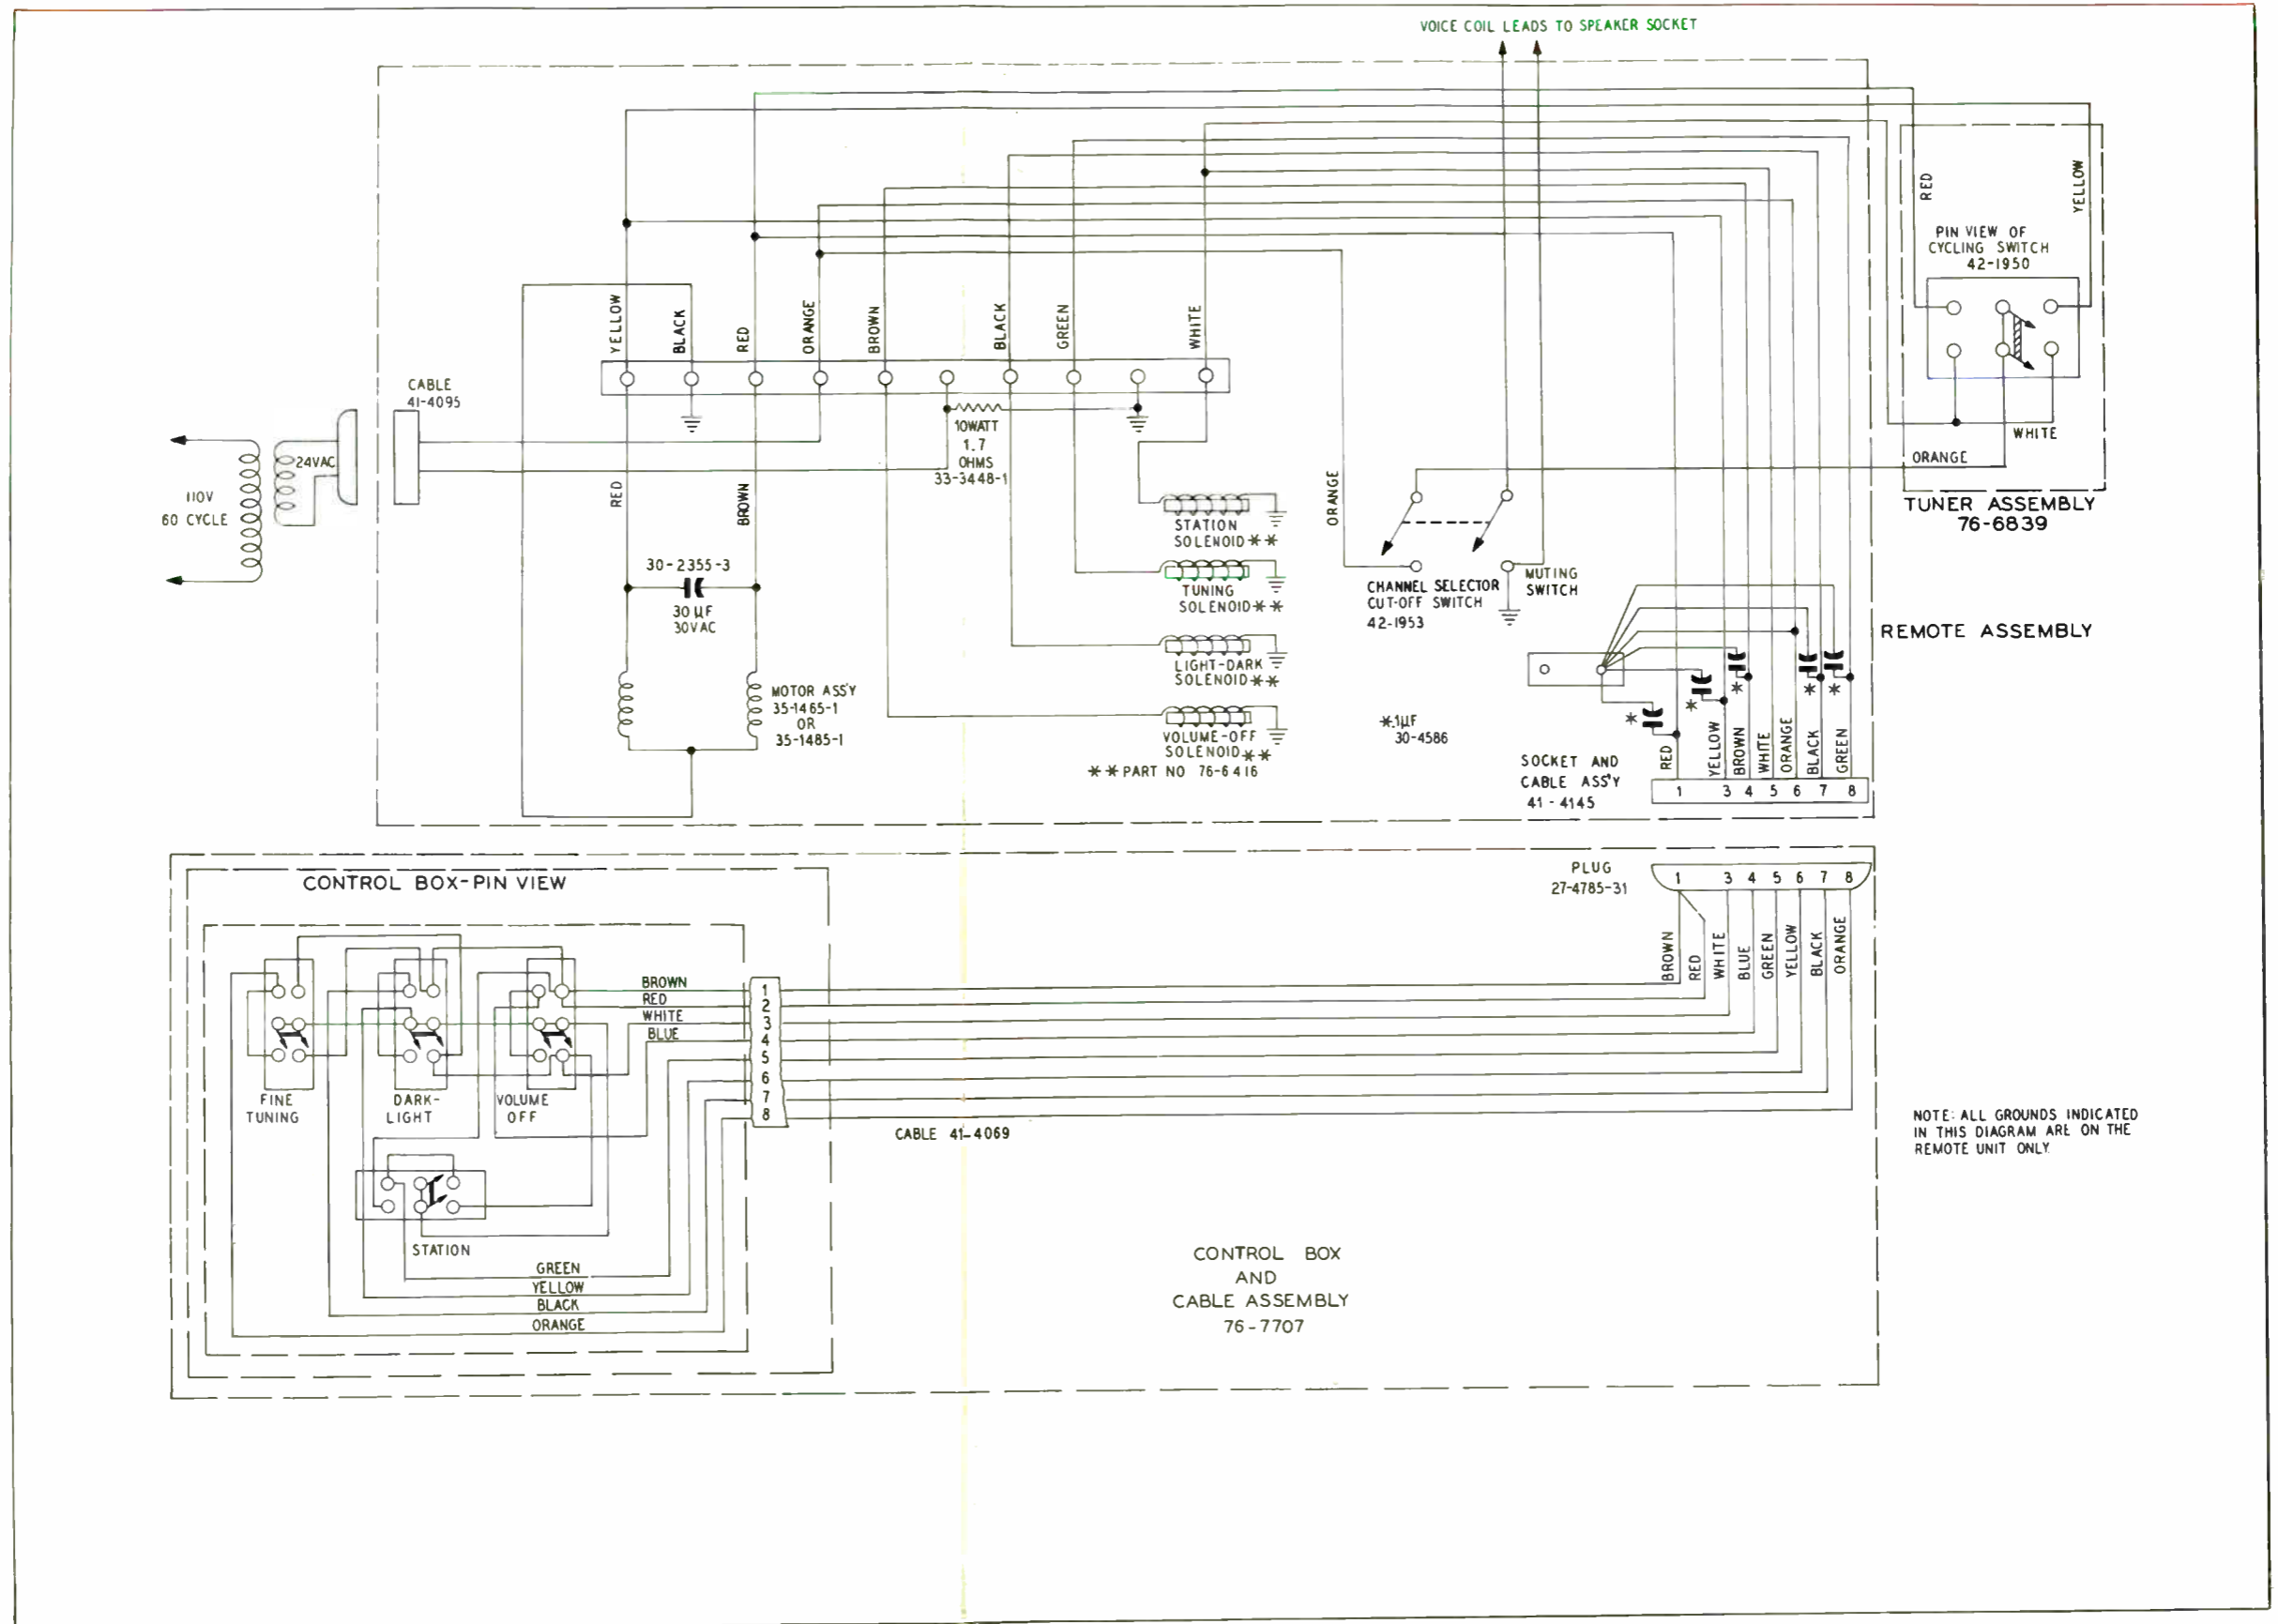 VOICE COIL LEADS TO SPEAKER SOCKET
RED
YELLOW
PIN VIEW OF
CYCLING SWITCH
42-1950
WHITE
ORANGE
TUNER ASSEMBLY
76-6839
YELLOW
BLACK
RED
ORANGE
BROWN
BLACK
GREEN
WHITE
CABLE
41-4095
24VAC
110V
60 CYCLE
10WATT
1.7
OHMS
33-3448-1
RED
BROWN
ORANGE
30-2355-3
30 µF
30VAC
MOTOR ASS'Y
35-1465-1
OR
35-1485-1
STATION
SOLENOID**
TUNING
SOLENOID**
LIGHT-DARK
SOLENOID**
VOLUME-OFF
SOLENOID**
**PART NO 76-6416
CHANNEL SELECTOR
CUT-OFF SWITCH
42-1953
MUTING
SWITCH
REMOTE ASSEMBLY
*.1µF
30-4586
* * * * *
SOCKET AND
CABLE ASS'Y
41-4145
RED
YELLOW
BROWN
WHITE
ORANGE
BLACK
GREEN
1 3 4 5 6 7 8
PLUG
27-4785-31
1 3 4 5 6 7 8
BROWN
RED
WHITE
BLUE
GREEN
YELLOW
BLACK
ORANGE
CONTROL BOX-PIN VIEW
BROWN
RED
WHITE
BLUE
1
2
3
4
5
6
7
8
FINE
TUNING
DARK-
LIGHT
VOLUME
OFF
STATION
GREEN
YELLOW
BLACK
ORANGE
CABLE 41-4069
CONTROL BOX
AND
CABLE ASSEMBLY
76-7707
NOTE: ALL GROUNDS INDICATED
IN THIS DIAGRAM ARE ON THE
REMOTE UNIT ONLY.